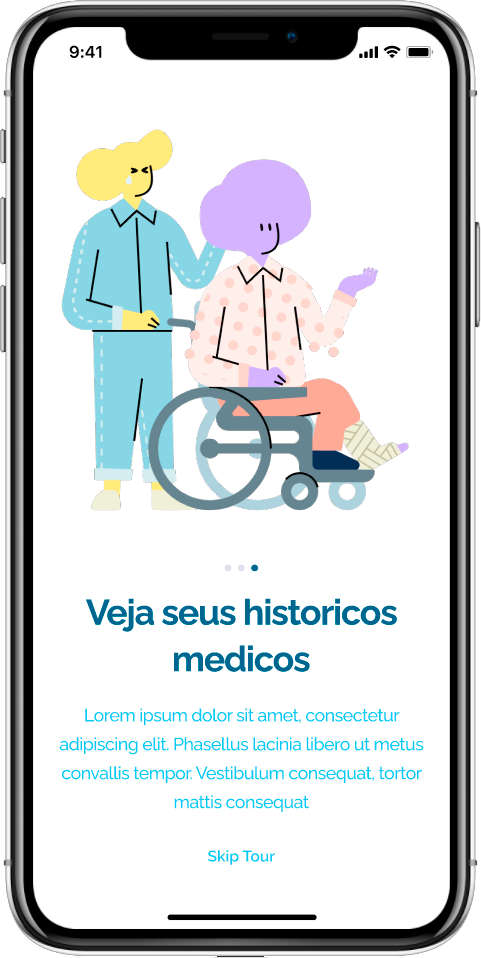 9:41
Veja seus historicos
medicos
Lorem ipsum dolor sit amet, consectetur
adipiscing elit. Phasellus lacinia libero ut metus
convallis tempor. Vestibulum consequat, tortor
mattis consequat
Skip Tour